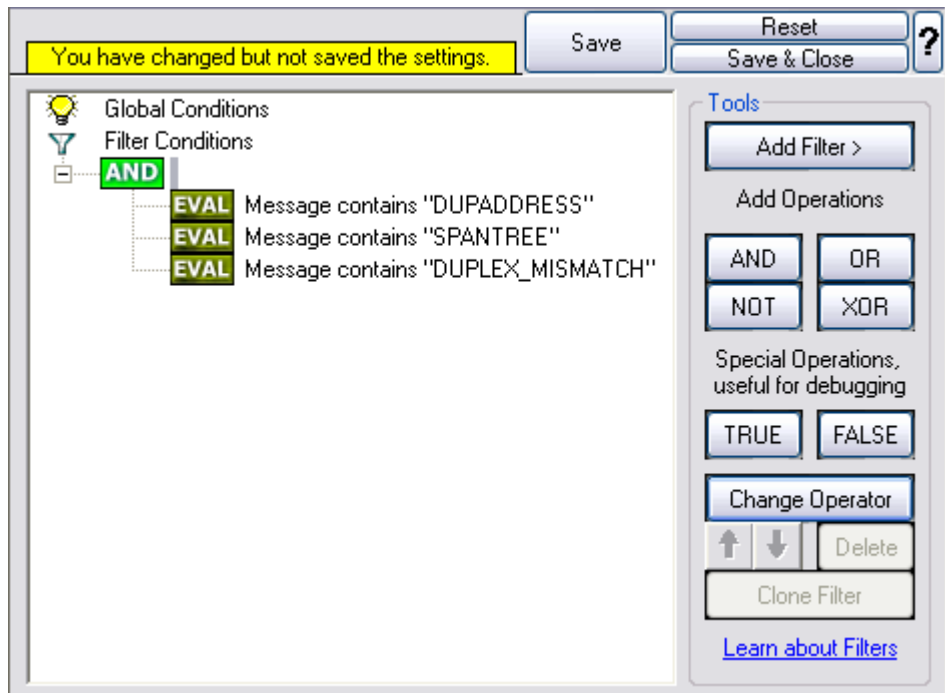 You have changed but not saved the settings.
Save
Reset
Save & Close
?
Global Conditions
Filter Conditions
AND
EVAL Message contains "DUPADDRESS"
EVAL Message contains "SPANTREE"
EVAL Message contains "DUPLEX_MISMATCH"
Tools
Add Filter >
Add Operations
AND
OR
NOT
XOR
Special Operations,
useful for debugging
TRUE
FALSE
Change Operator
Delete
Clone Filter
Learn about Filters